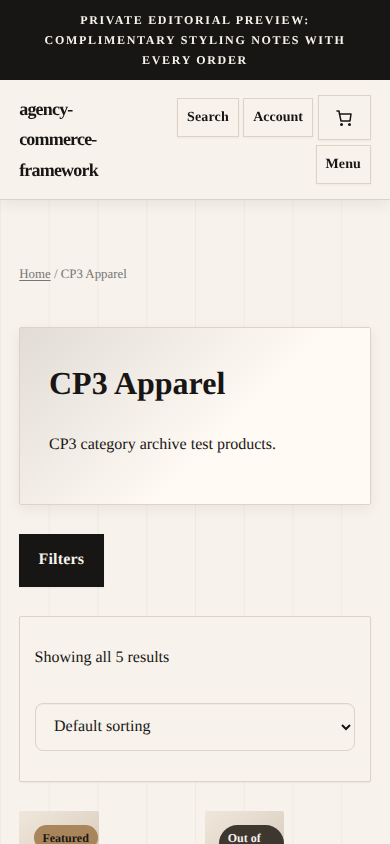 PRIVATE EDITORIAL PREVIEW:
COMPLIMENTARY STYLING NOTES WITH
EVERY ORDER
agency-
commerce-
framework
Search
Account
Menu
Home / CP3 Apparel
CP3 Apparel
CP3 category archive test products.
Filters
Showing all 5 results
Default sorting
Featured
Out of